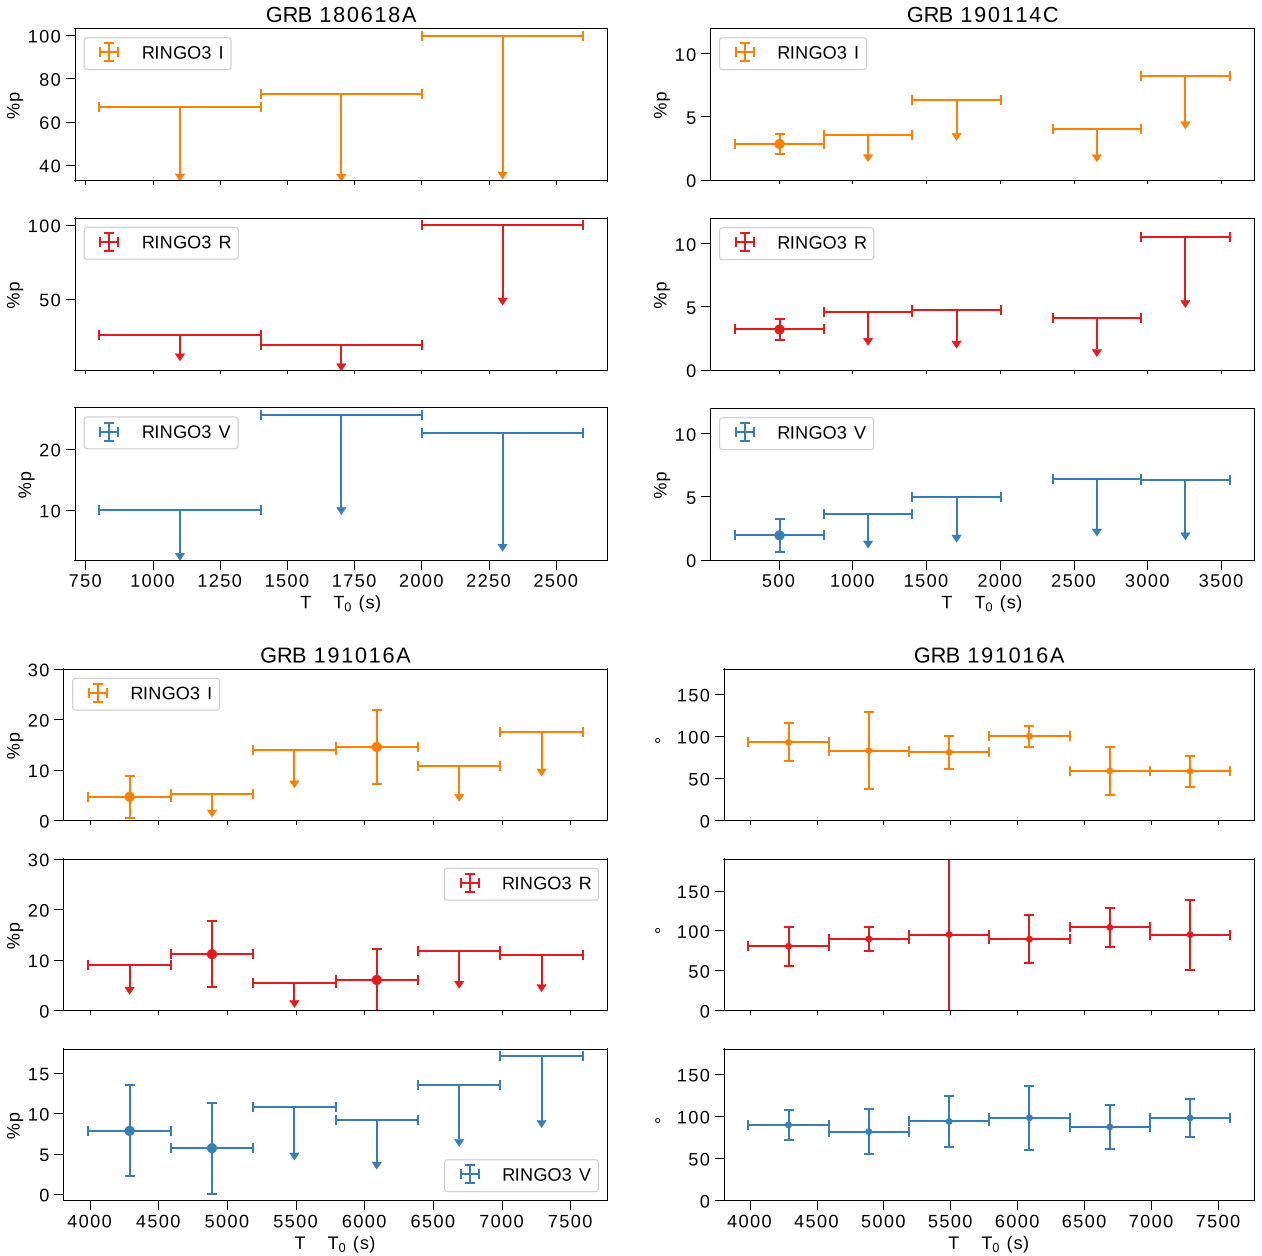 GRB 180618A
100
80
60
40
%p
RINGO3 I
100
50
%p
RINGO3 R
20
10
%p
RINGO3 V
750 1000 1250 1500 1750 2000 2250 2500
T T0 (s)
GRB 190114C
10
5
0
%p
RINGO3 I
10
5
0
%p
RINGO3 R
10
5
0
%p
RINGO3 V
500 1000 1500 2000 2500 3000 3500
T T0 (s)
GRB 191016A
30
20
10
0
%p
RINGO3 I
30
20
10
0
%p
RINGO3 R
15
10
5
0
%p
RINGO3 V
4000 4500 5000 5500 6000 6500 7000 7500
T T0 (s)
GRB 191016A
150
100
50
0
°
150
100
50
0
°
150
100
50
0
°
4000 4500 5000 5500 6000 6500 7000 7500
T T0 (s)